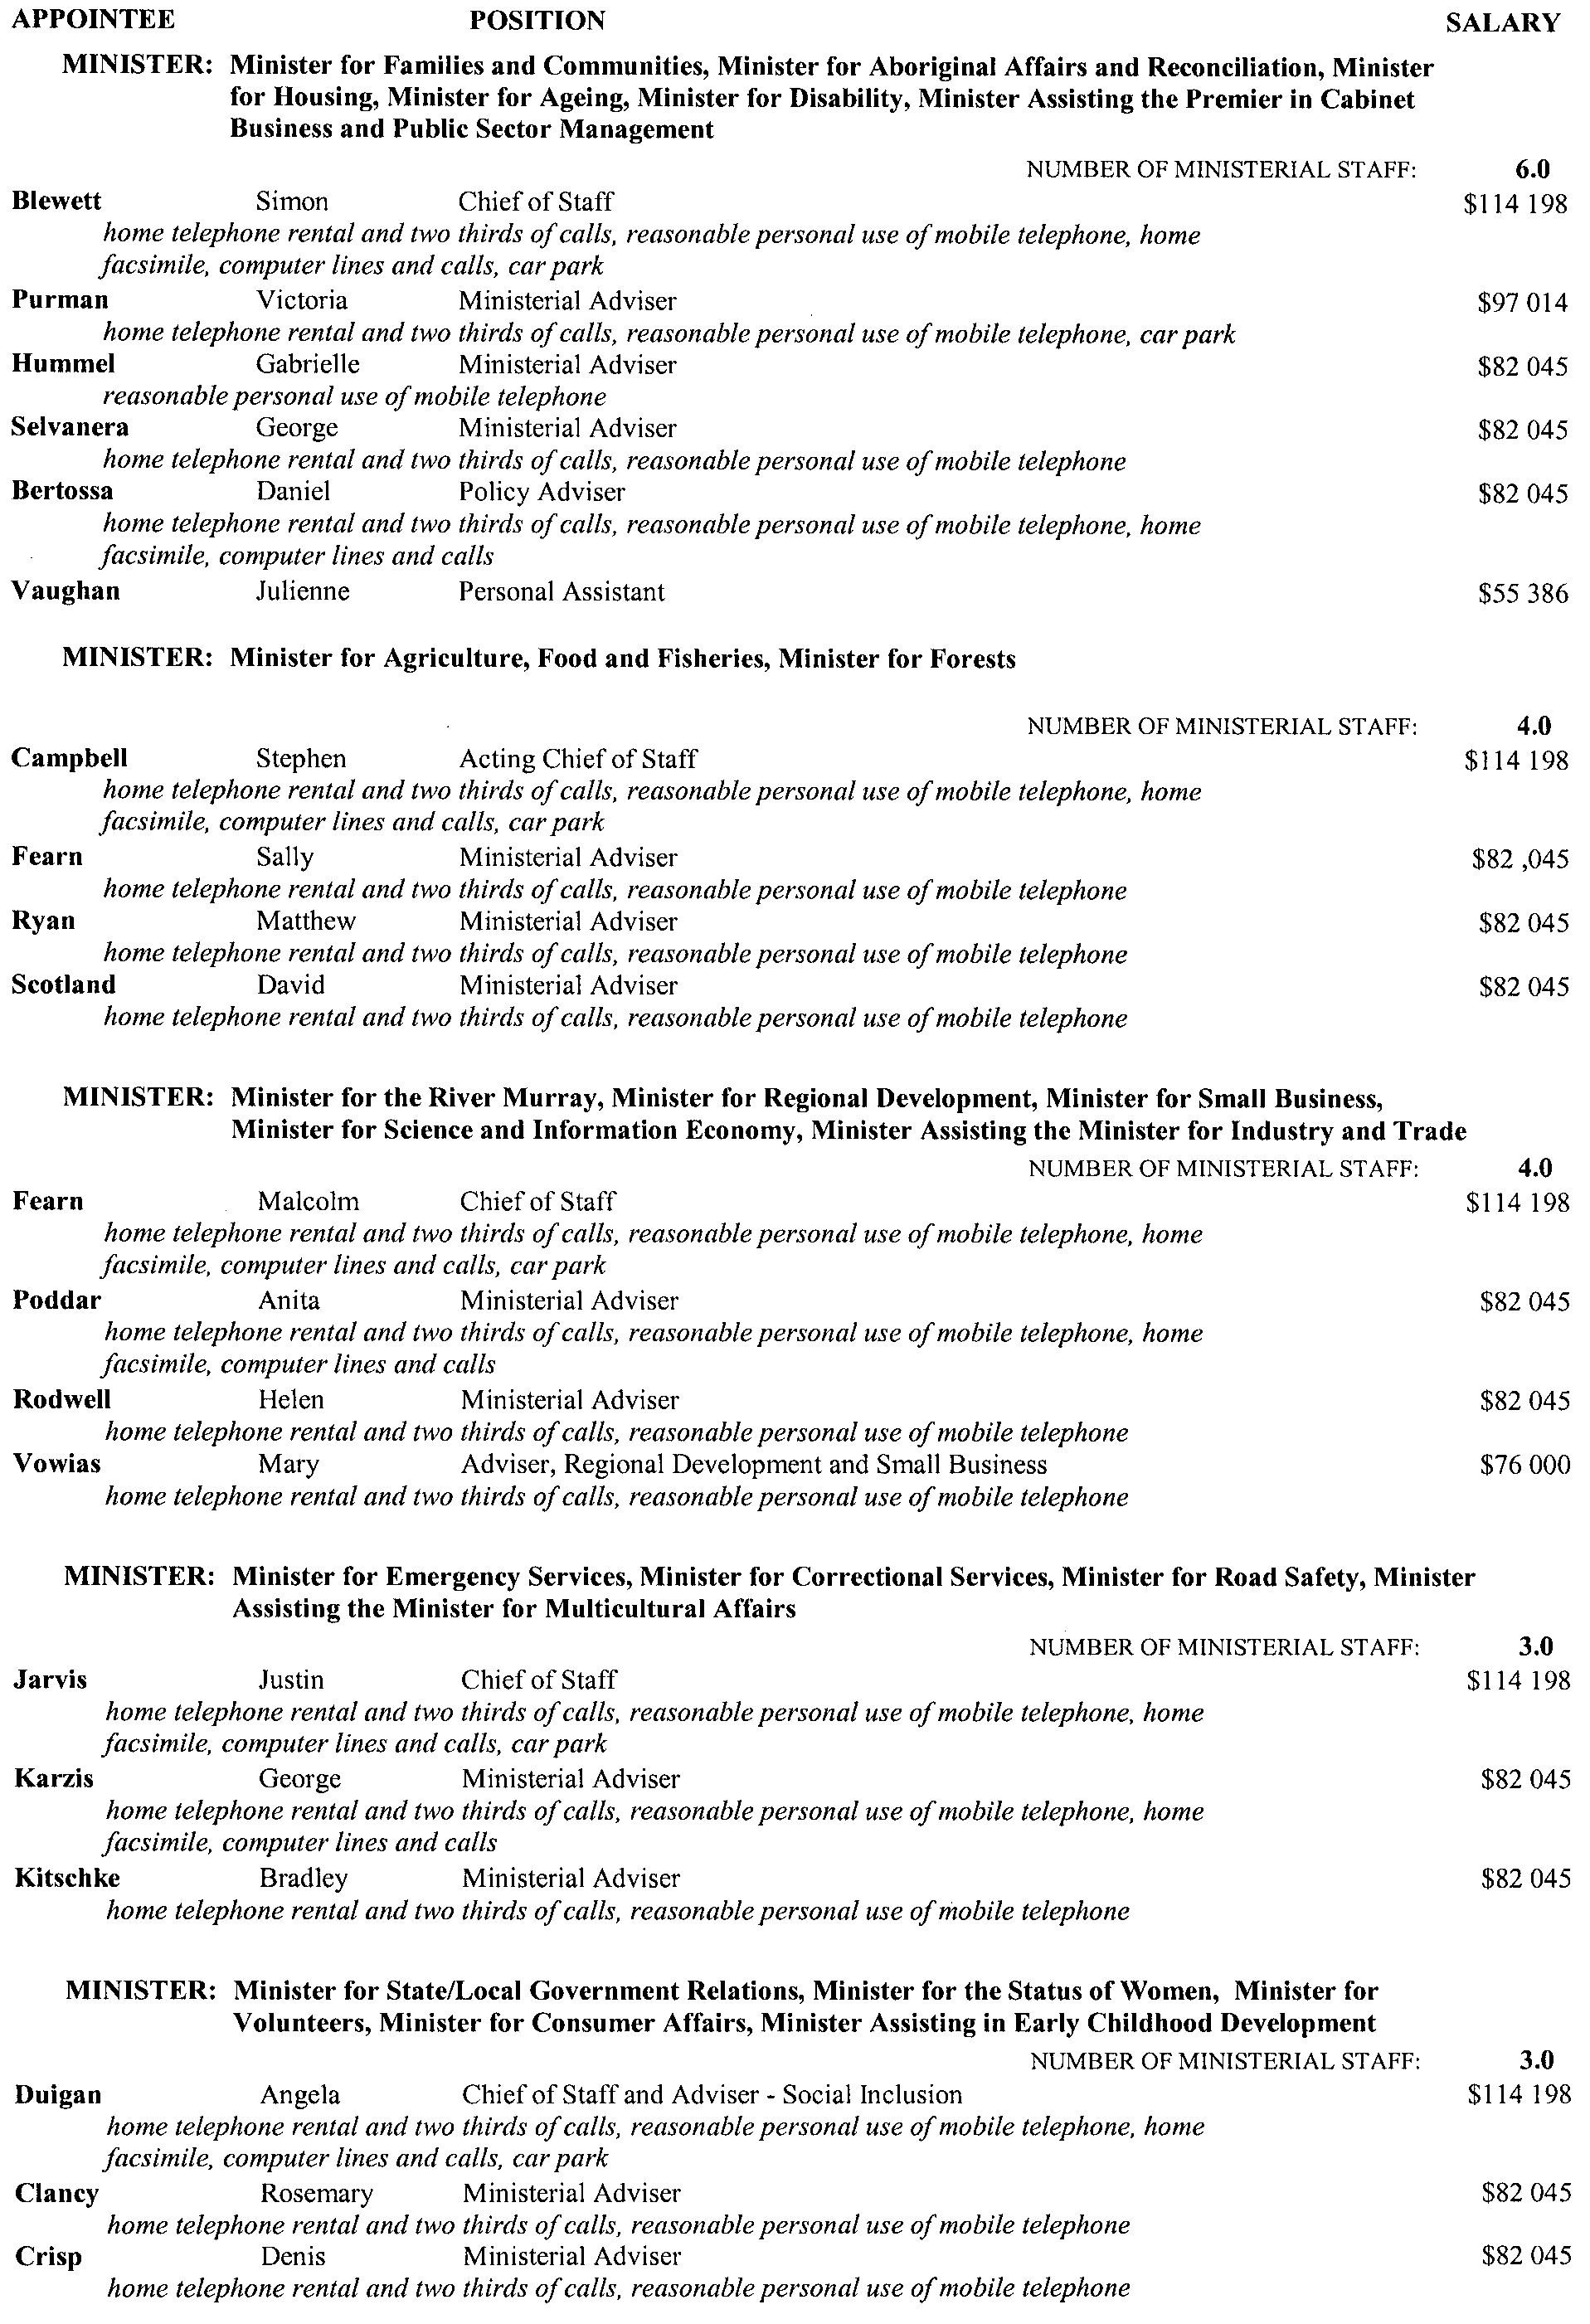 APPOINTEE POSITION SALARY
MINISTER: Minister for Families and Communities, Minister for Aboriginal Affairs and Reconciliation, Minister
for Housing, Minister for Ageing, Minister for Disability, Minister Assisting the Premier in Cabinet
Business and Public Sector Management
NUMBER OF MINISTERIAL STAFF: 6.0
Blewett Simon Chief of Staff $114 198
home telephone rental and two thirds of calls, reasonable personal use of mobile telephone, home
facsimile, computer lines and calls, car park
Purman Victoria Ministerial Adviser $97 014
home telephone rental and two thirds of calls, reasonable personal use of mobile telephone, car park
Hummel Gabrielle Ministerial Adviser $82 045
reasonable personal use of mobile telephone
Selvanera George Ministerial Adviser $82 045
home telephone rental and two thirds of calls, reasonable personal use of mobile telephone
Bertossa Daniel Policy Adviser $82 045
home telephone rental and two thirds of calls, reasonable personal use of mobile telephone, home
facsimile, computer lines and calls
Vaughan Julienne Personal Assistant $55 386
MINISTER: Minister for Agriculture, Food and Fisheries, Minister for Forests
NUMBER OF MINISTERIAL STAFF: 4.0
Campbell Stephen Acting Chief of Staff $114 198
home telephone rental and two thirds of calls, reasonable personal use of mobile telephone, home
facsimile, computer lines and calls, car park
Fearn Sally Ministerial Adviser $82 ,045
home telephone rental and two thirds of calls, reasonable personal use of mobile telephone
Ryan Matthew Ministerial Adviser $82 045
home telephone rental and two thirds of calls, reasonable personal use of mobile telephone
Scotland David Ministerial Adviser $82 045
home telephone rental and two thirds of calls, reasonable personal use of mobile telephone
MINISTER: Minister for the River Murray, Minister for Regional Development, Minister for Small Business,
Minister for Science and Information Economy, Minister Assisting the Minister for Industry and Trade
NUMBER OF MINISTERIAL STAFF: 4.0
Fearn Malcolm Chief of Staff $114 198
home telephone rental and two thirds of calls, reasonable personal use of mobile telephone, home
facsimile, computer lines and calls, car park
Poddar Anita Ministerial Adviser $82 045
home telephone rental and two thirds of calls, reasonable personal use of mobile telephone, home
facsimile, computer lines and calls
Rodwell Helen Ministerial Adviser $82 045
home telephone rental and two thirds of calls, reasonable personal use of mobile telephone
Vowias Mary Adviser, Regional Development and Small Business $76 000
home telephone rental and two thirds of calls, reasonable personal use of mobile telephone
MINISTER: Minister for Emergency Services, Minister for Correctional Services, Minister for Road Safety, Minister
Assisting the Minister for Multicultural Affairs
NUMBER OF MINISTERIAL STAFF: 3.0
Jarvis Justin Chief of Staff $114 198
home telephone rental and two thirds of calls, reasonable personal use of mobile telephone, home
facsimile, computer lines and calls, car park
Karzis George Ministerial Adviser $82 045
home telephone rental and two thirds of calls, reasonable personal use of mobile telephone, home
facsimile, computer lines and calls
Kitschke Bradley Ministerial Adviser $82 045
home telephone rental and two thirds of calls, reasonable personal use of mobile telephone
MINISTER: Minister for State/Local Government Relations, Minister for the Status of Women, Minister for
Volunteers, Minister for Consumer Affairs, Minister Assisting in Early Childhood Development
NUMBER OF MINISTERIAL STAFF: 3.0
Duigan Angela Chief of Staff and Adviser - Social Inclusion $114 198
home telephone rental and two thirds of calls, reasonable personal use of mobile telephone, home
facsimile, computer lines and calls, car park
Clancy Rosemary Ministerial Adviser $82 045
home telephone rental and two thirds of calls, reasonable personal use of mobile telephone
Crisp Denis Ministerial Adviser $82 045
home telephone rental and two thirds of calls, reasonable personal use of mobile telephone